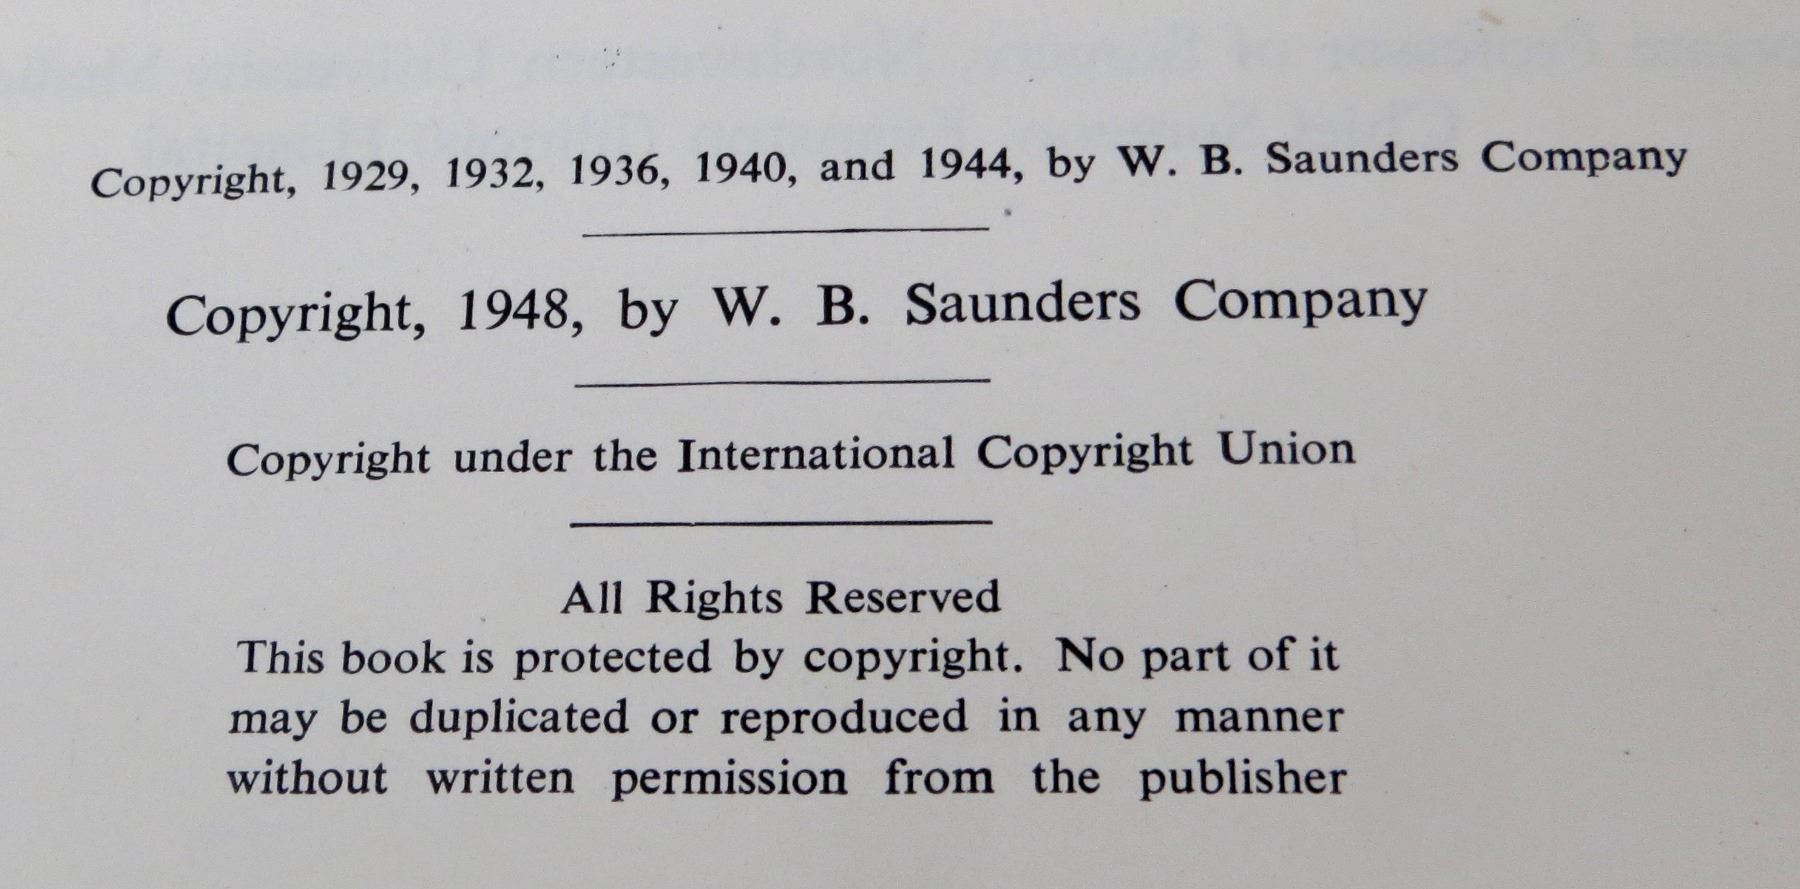 Copyright, 1929, 1932, 1936, 1940, and 1944, by W. B. Saunders Company
Copyright, 1948, by W. B. Saunders Company
Copyright under the International Copyright Union
All Rights Reserved
This book is protected by copyright. No part of it
may be duplicated or reproduced in any manner
without written permission from the publisher